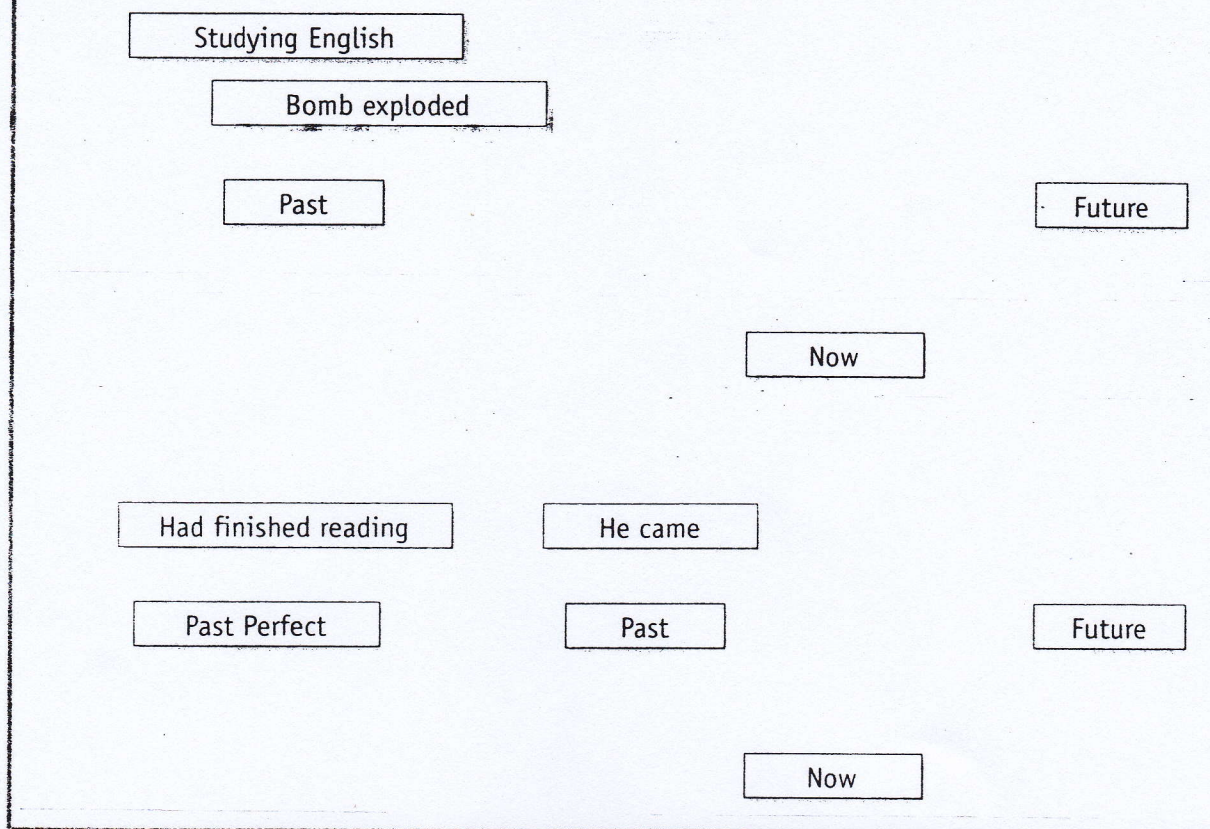 Studying English
Bomb exploded
Past Future
Now
Had finished reading He came
Past Perfect Past Future
Now